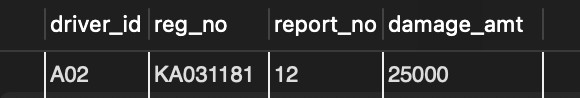 driver_id reg_no report_no damage_amt
A02 KA031181 12 25000